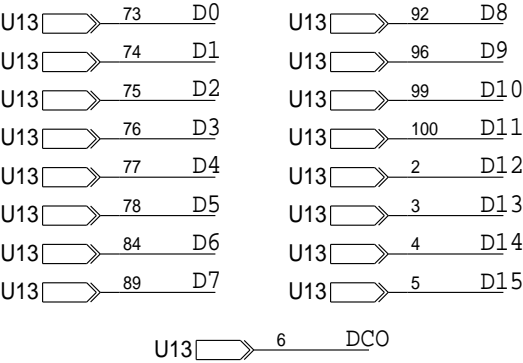 U13 73 D0 U13 92 D8
U13 74 D1 U13 96 D9
U13 75 D2 U13 99 D10
U13 76 D3 U13 100 D11
U13 77 D4 U13 2 D12
U13 78 D5 U13 3 D13
U13 84 D6 U13 4 D14
U13 89 D7 U13 5 D15
U13 6 DCO